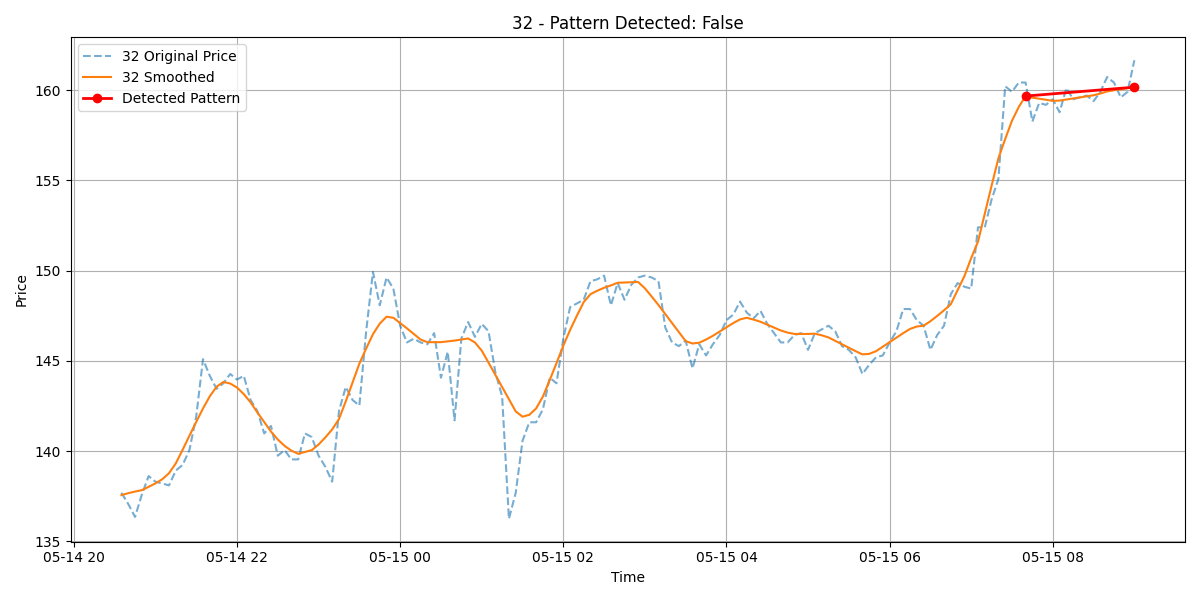 32 - Pattern Detected: False
32 Original Price
32 Smoothed
Detected Pattern
Price
160
155
150
145
140
135
05-14 20
05-14 22
05-15 00
05-15 02
05-15 04
05-15 06
05-15 08
Time